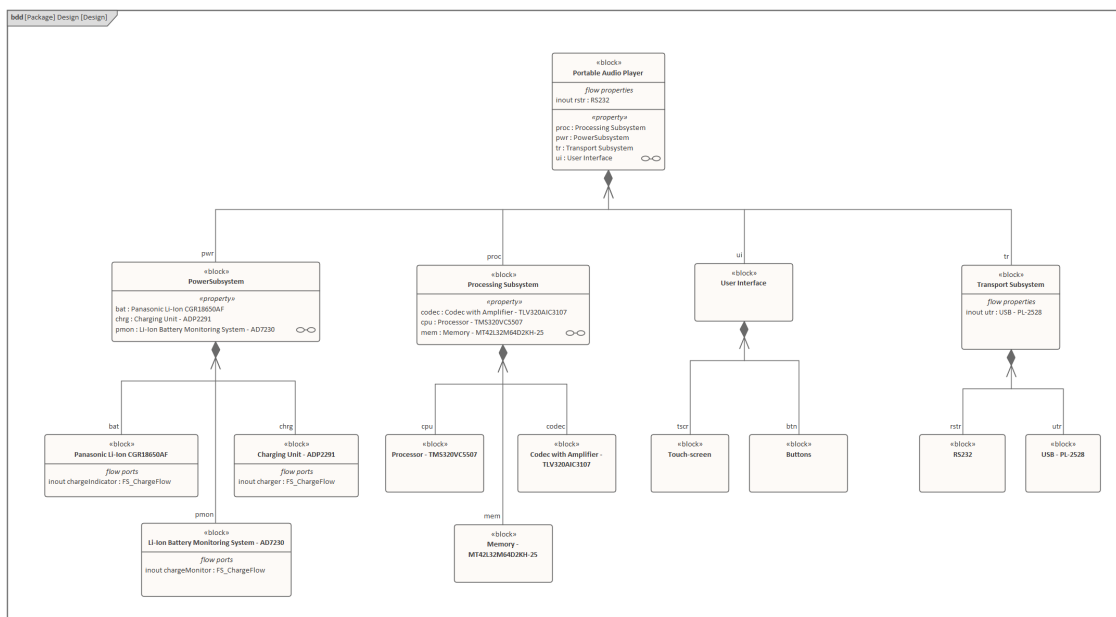 bdd [Package] Design [Design]
«block»
Portable Audio Player
flow properties
inout rstr : RS232
«property»
proc : Processing Subsystem
pwr : PowerSubsystem
tr : Transport Subsystem
ui : User Interface
pwr
«block»
PowerSubsystem
«property»
bat : Panasonic Li-Ion CGR18650AF
chrg : Charging Unit - ADP2291
pmon : Li-Ion Battery Monitoring System - AD7230
proc
«block»
Processing Subsystem
«property»
codec : Codec with Amplifier - TLV320AIC3107
cpu : Processor - TMS320VC5507
mem : Memory - MT42L32M64D2KH-25
ui
«block»
User Interface
tr
«block»
Transport Subsystem
flow properties
inout utr : USB - PL-2528
bat
«block»
Panasonic Li-Ion CGR18650AF
flow ports
inout chargeIndicator : FS_ChargeFlow
chrg
«block»
Charging Unit - ADP2291
flow ports
inout charger : FS_ChargeFlow
pmon
«block»
Li-Ion Battery Monitoring System - AD7230
flow ports
inout chargeMonitor : FS_ChargeFlow
cpu
«block»
Processor - TMS320VC5507
codec
«block»
Codec with Amplifier -
TLV320AIC3107
mem
«block»
Memory -
MT42L32M64D2KH-25
tscr
«block»
Touch-screen
btn
«block»
Buttons
rstr
«block»
RS232
utr
«block»
USB - PL-2528